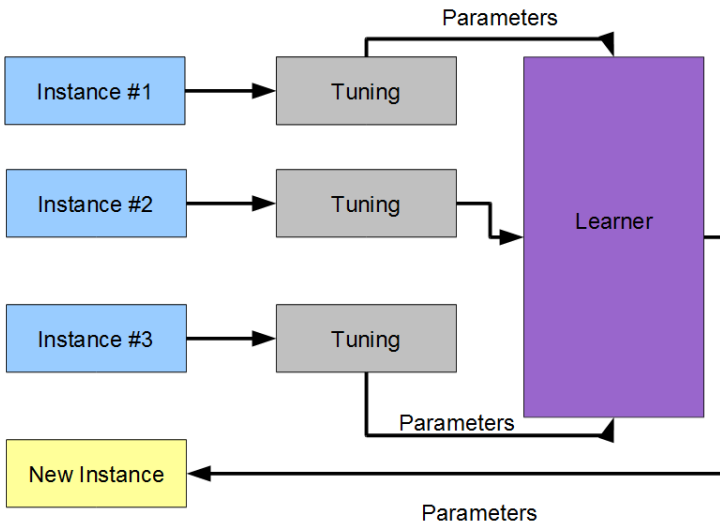 Parameters
Instance #1
Tuning
Instance #2
Tuning
Learner
Instance #3
Tuning
Parameters
New Instance
Parameters